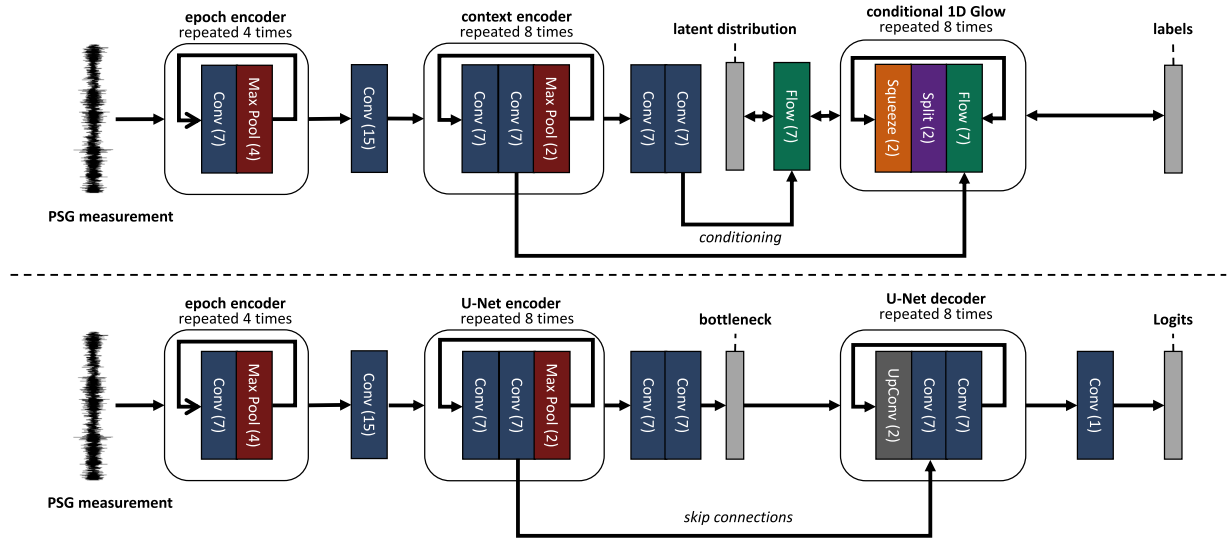 epoch encoder
repeated 4 times
Conv (7)
Max Pool (4)
PSG measurement
Conv (15)
context encoder
repeated 8 times
Conv (7)
Conv (7)
Max Pool (2)
Conv (7)
Conv (7)
latent distribution
Flow (7)
conditional 1D Glow
repeated 8 times
Squeeze (2)
Split (2)
Flow (7)
labels
conditioning
epoch encoder
repeated 4 times
Conv (7)
Max Pool (4)
PSG measurement
Conv (15)
U-Net encoder
repeated 8 times
Conv (7)
Conv (7)
Max Pool (2)
Conv (7)
Conv (7)
bottleneck
U-Net decoder
repeated 8 times
UpConv (2)
Conv (7)
Conv (7)
Conv (1)
Logits
skip connections